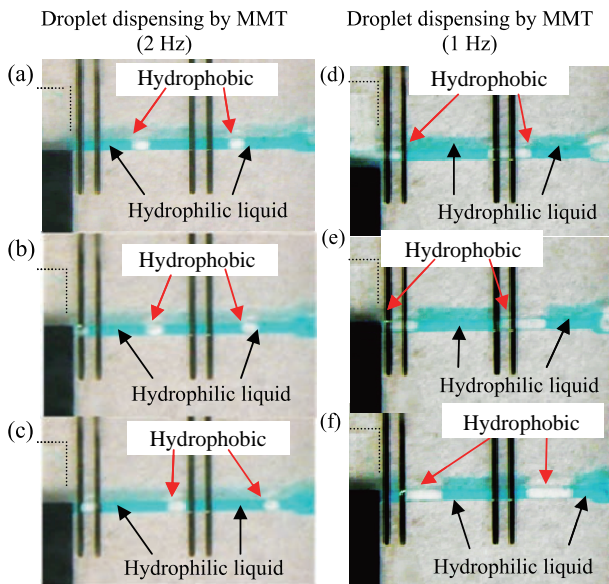 Droplet dispensing by MMT
(2 Hz)
(a)
Hydrophobic
Hydrophilic liquid
(b)
Hydrophobic
Hydrophilic liquid
(c)
Hydrophobic
Hydrophilic liquid
Droplet dispensing by MMT
(1 Hz)
(d)
Hydrophobic
Hydrophilic liquid
(e)
Hydrophobic
Hydrophilic liquid
(f)
Hydrophobic
Hydrophilic liquid